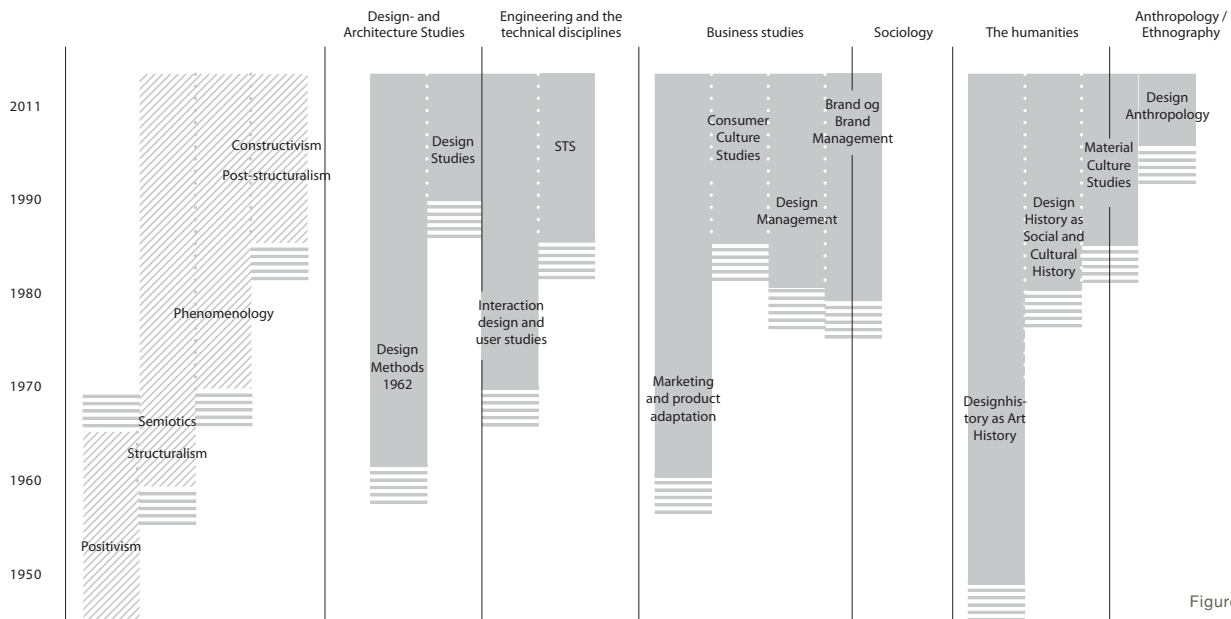 Design- and
Architecture Studies
Engineering and the
technical disciplines
Business studies
Sociology
The humanities
Anthropology /
Ethnography
2011
1990
1980
1970
1960
1950
Constructivism
Post-structuralism
Phenomenology
Semiotics
Structuralism
Positivism
Design
Methods
1962
Design
Studies
Interaction
design and
user studies
STS
Marketing
and product
adaptation
Consumer
Culture
Studies
Design
Management
Brand og
Brand
Management
Designhis-
tory as Art
History
Design
History as
Social and
Cultural
History
Material
Culture
Studies
Design
Anthropology
Figure